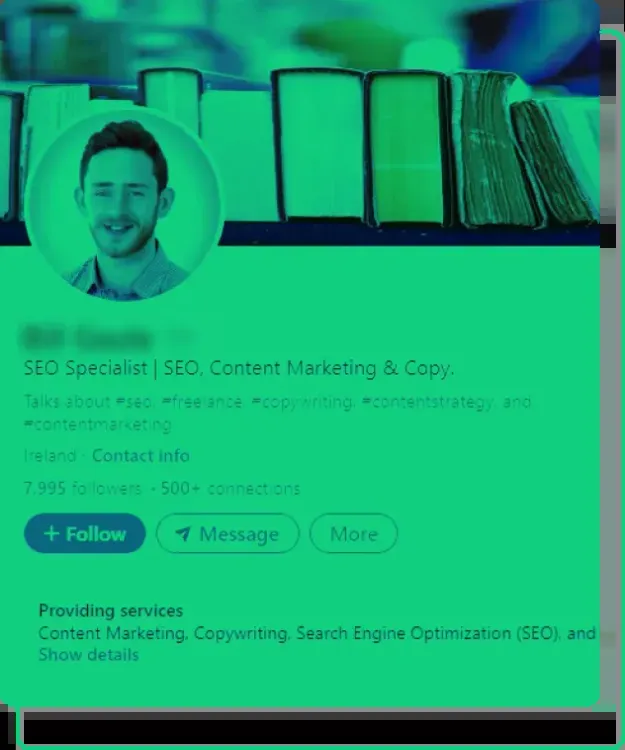 SEO Specialist | SEO, Content Marketing & Copy.
Talks about #seo, #freelance, #copywriting, #contentstrategy, and
#contentmarketing
Ireland · Contact info
7,995 followers · 500+ connections
+ Follow
Message
More
Providing services
Content Marketing, Copywriting, Search Engine Optimization (SEO), and
Show details